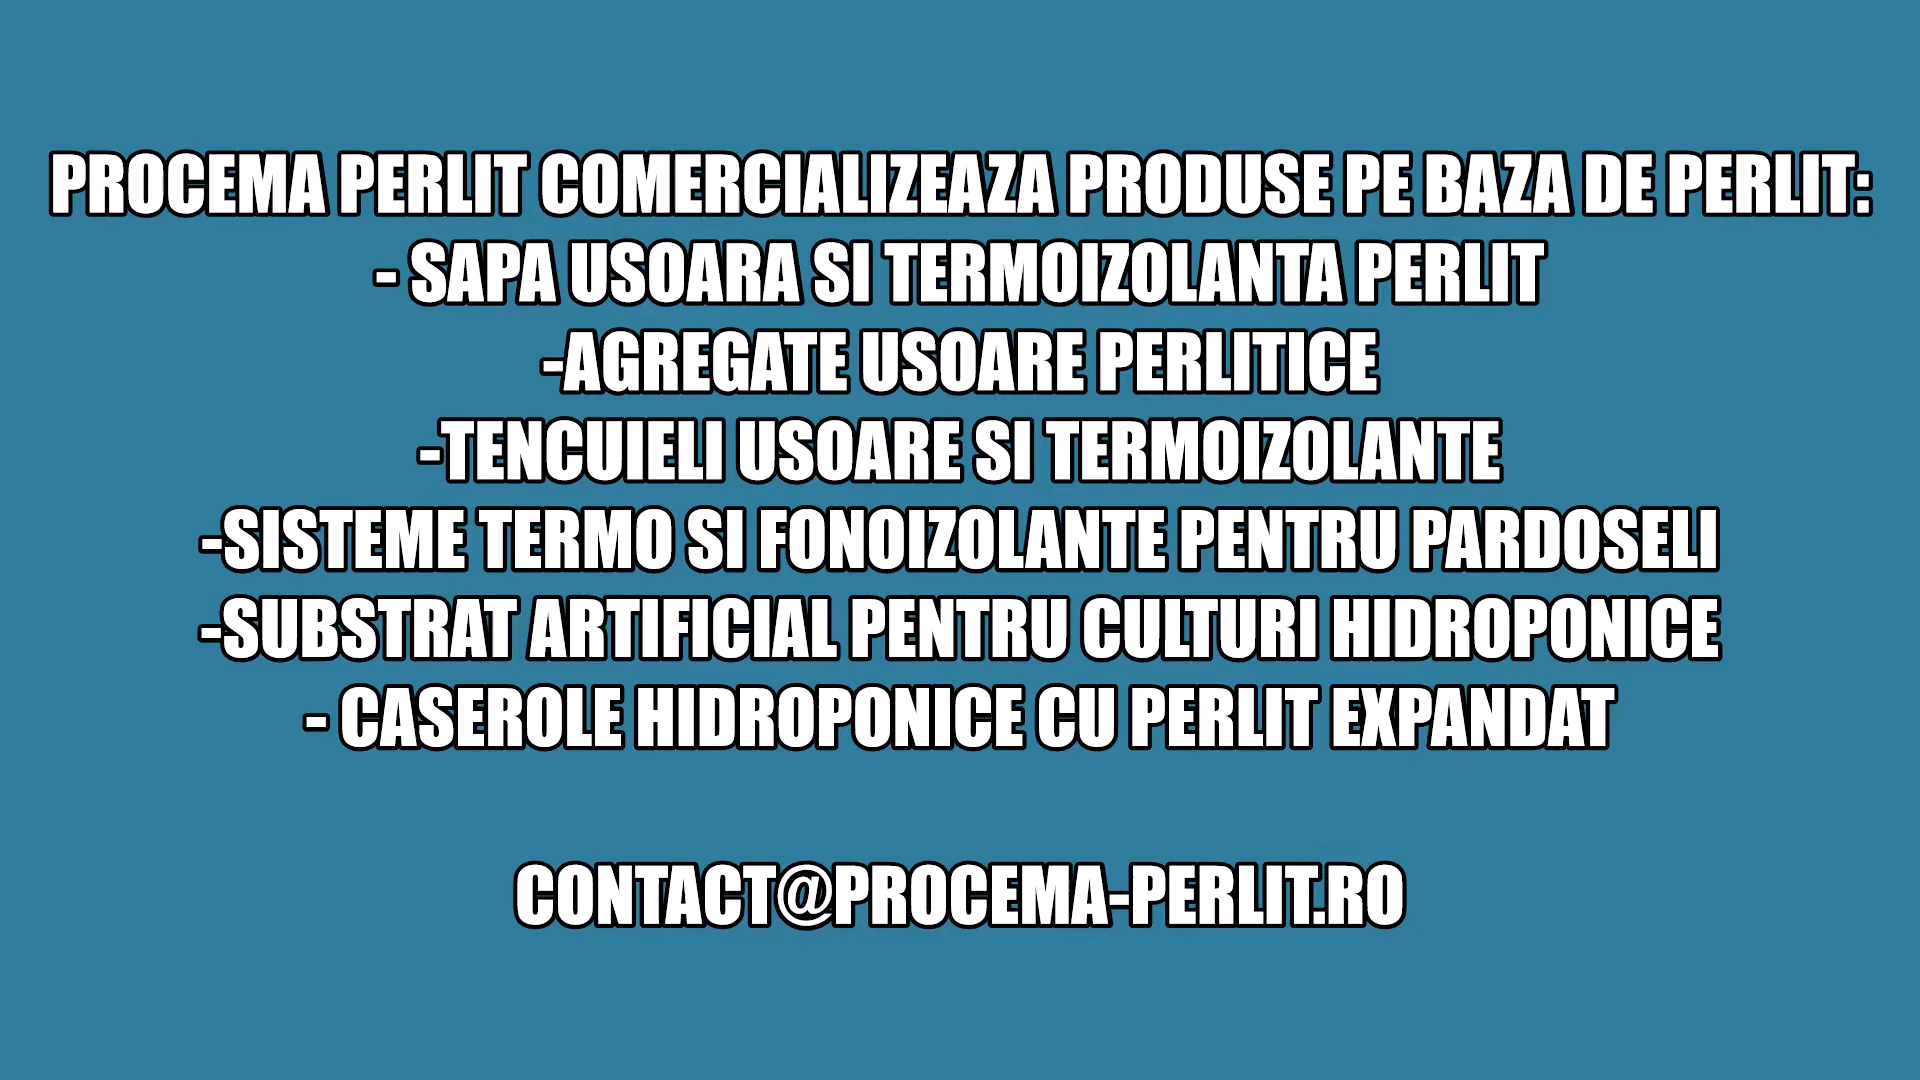 PROCEMA PERLIT COMERCIALIZEAZA PRODUSE PE BAZA DE PERLIT:
- SAPA USOARA SI TERMOIZOLANTA PERLIT
-AGREGATE USOARE PERLITICE
-TENCUIELI USOARE SI TERMOIZOLANTE
-SISTEME TERMO SI FONOIZOLANTE PENTRU PARDOSELI
-SUBSTRAT ARTIFICIAL PENTRU CULTURI HIDROPONICE
- CASEROLE HIDROPONICE CU PERLIT EXPANDAT
CONTACT@PROCEMA-PERLIT.RO